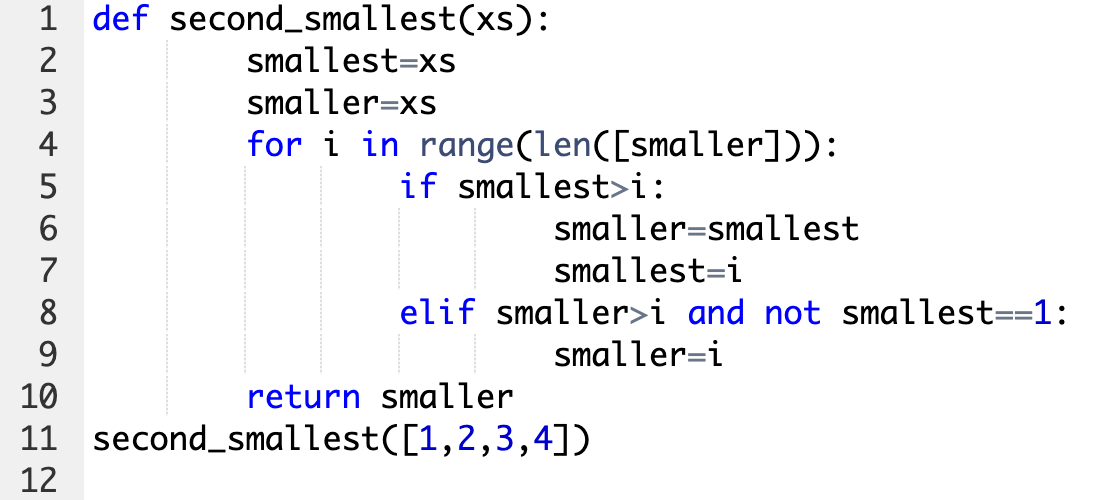 1 def second_smallest(xs):
2         smallest=xs
3         smaller=xs
4         for i in range(len([smaller])):
5                 if smallest>i:
6                         smaller=smallest
7                         smallest=i
8                 elif smaller>i and not smallest==1:
9                         smaller=i
10         return smaller
11 second_smallest([1,2,3,4])
12